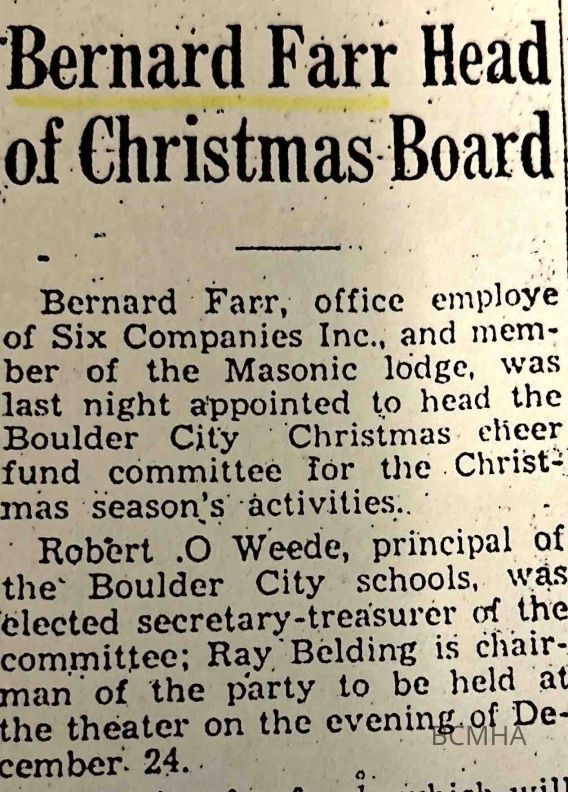 Bernard Farr Head
of Christmas Board
Bernard Farr, office employe
of Six Companies Inc., and mem-
ber of the Masonic lodge, was
last night appointed to head the
Boulder City Christmas cheer
fund committee for the Christ-
mas season's activities.
Robert .O Weede, principal of
the Boulder City schools, was
elected secretary-treasurer of the
committee; Ray Belding is chair-
man of the party to be held at
the theater on the evening of De-
cember 24.
BCMHA
which will